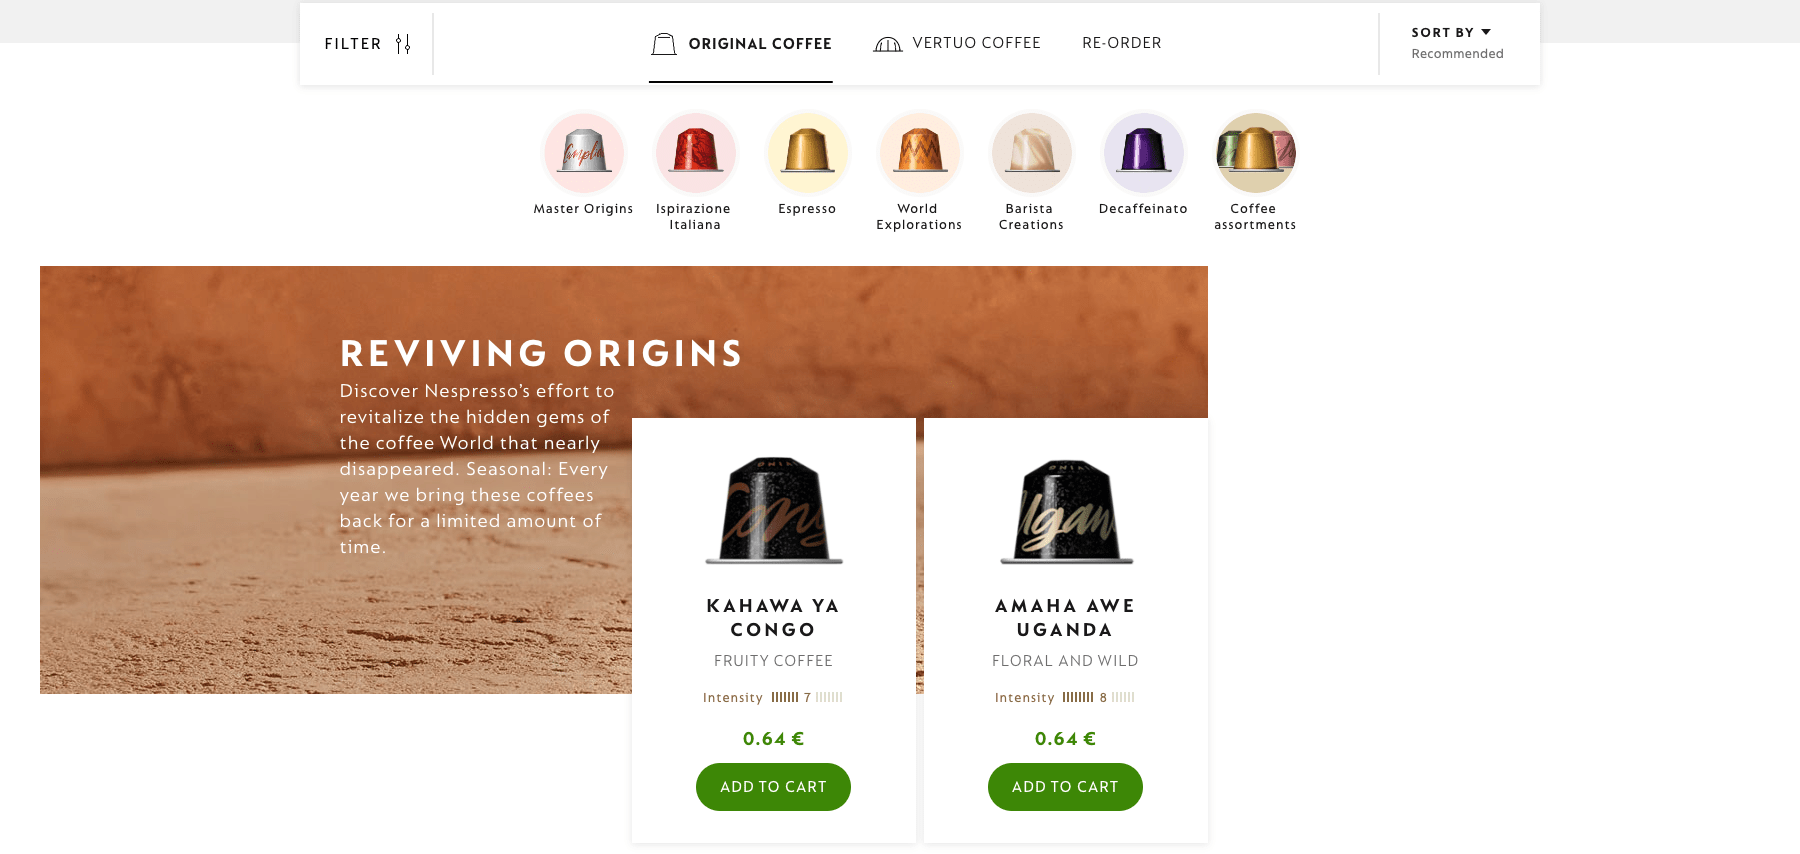 FILTER
ORIGINAL COFFEE
VERTUO COFFEE
RE-ORDER
SORT BY
Recommended
Master Origins
Ispirazione
Italiana
Espresso
World
Explorations
Barista
Creations
Decaffeinato
Coffee
assortments
REVIVING ORIGINS
Discover Nespresso’s effort to
revitalize the hidden gems of
the coffee World that nearly
disappeared. Seasonal: Every
year we bring these coffees
back for a limited amount of
time.
KAHAWA YA
CONGO
FRUITY COFFEE
Intensity 7
0.64 €
ADD TO CART
AMAHA AWE
UGANDA
FLORAL AND WILD
Intensity 8
0.64 €
ADD TO CART